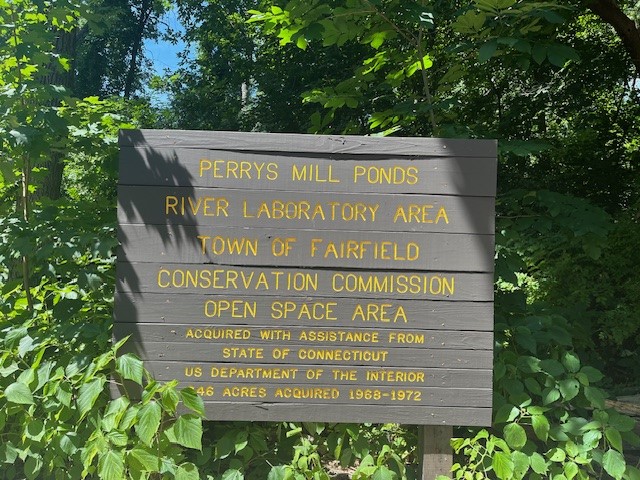 PERRYS MILL PONDS
RIVER LABORATORY AREA
TOWN OF FAIRFIELD
CONSERVATION COMMISSION
OPEN SPACE AREA
ACQUIRED WITH ASSISTANCE FROM
STATE OF CONNECTICUT
US DEPARTMENT OF THE INTERIOR
46 ACRES ACQUIRED 1968-1972